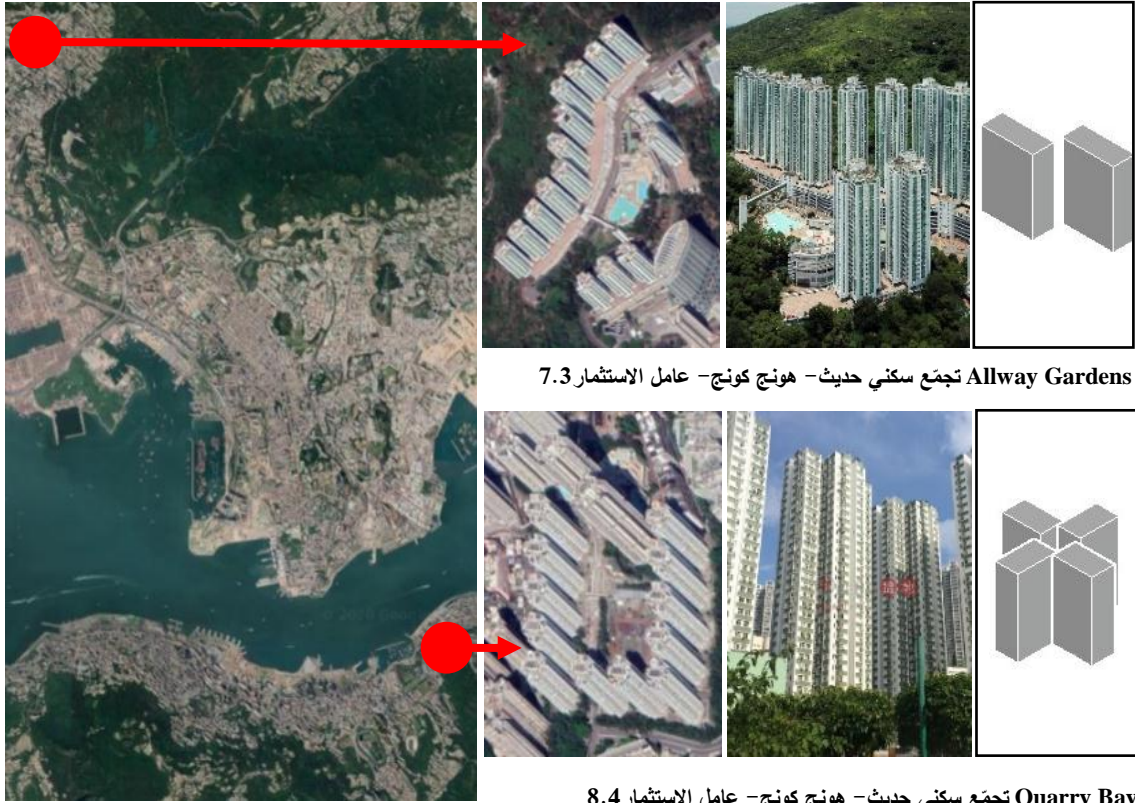 Allway Gardens تجمّع سكني حديث– هونج كونج– عامل الاستثمار 7.3
Quarry Bay تجمّع سكني حديث– هونج كونج– عامل الاستثمار 8.4